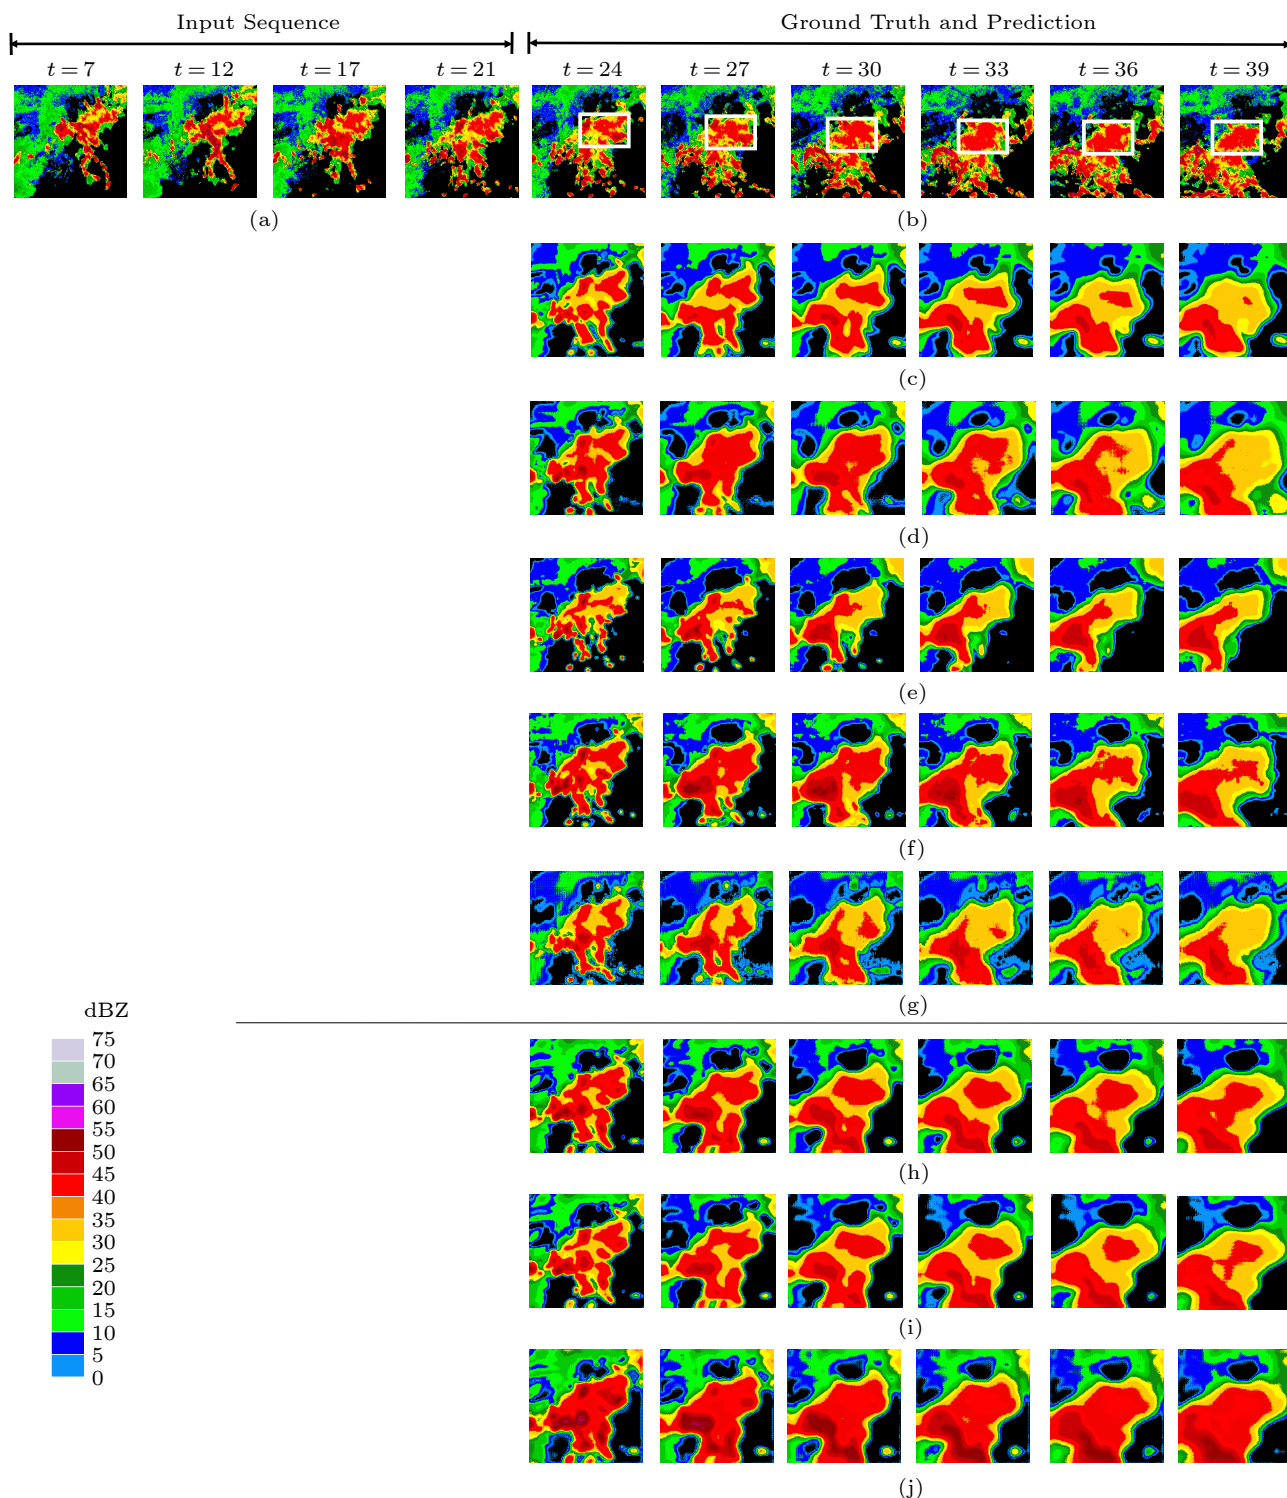 Input Sequence
Ground Truth and Prediction
t = 7 t = 12 t = 17 t = 21 t = 24 t = 27 t = 30 t = 33 t = 36 t = 39
(a) (b)
(c)
(d)
(e)
(f)
(g)
dBZ
75
70
65
60
55
50
45
40
35
30
25
20
15
10
5
0
(h)
(i)
(j)